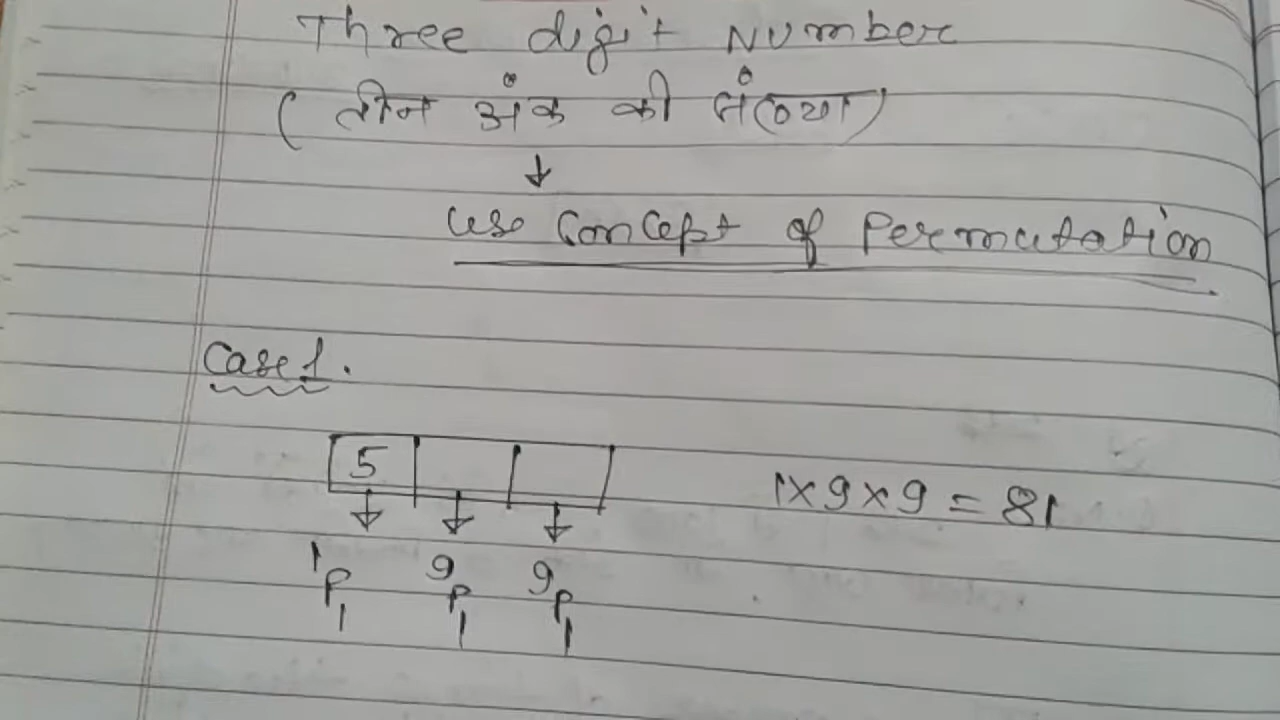 Three digit Number
( तीन अंक की संख्या)
↓
use Concept of Permutation
Case 1.
5
1×9×9 = 81
1P1 9P1 9P1